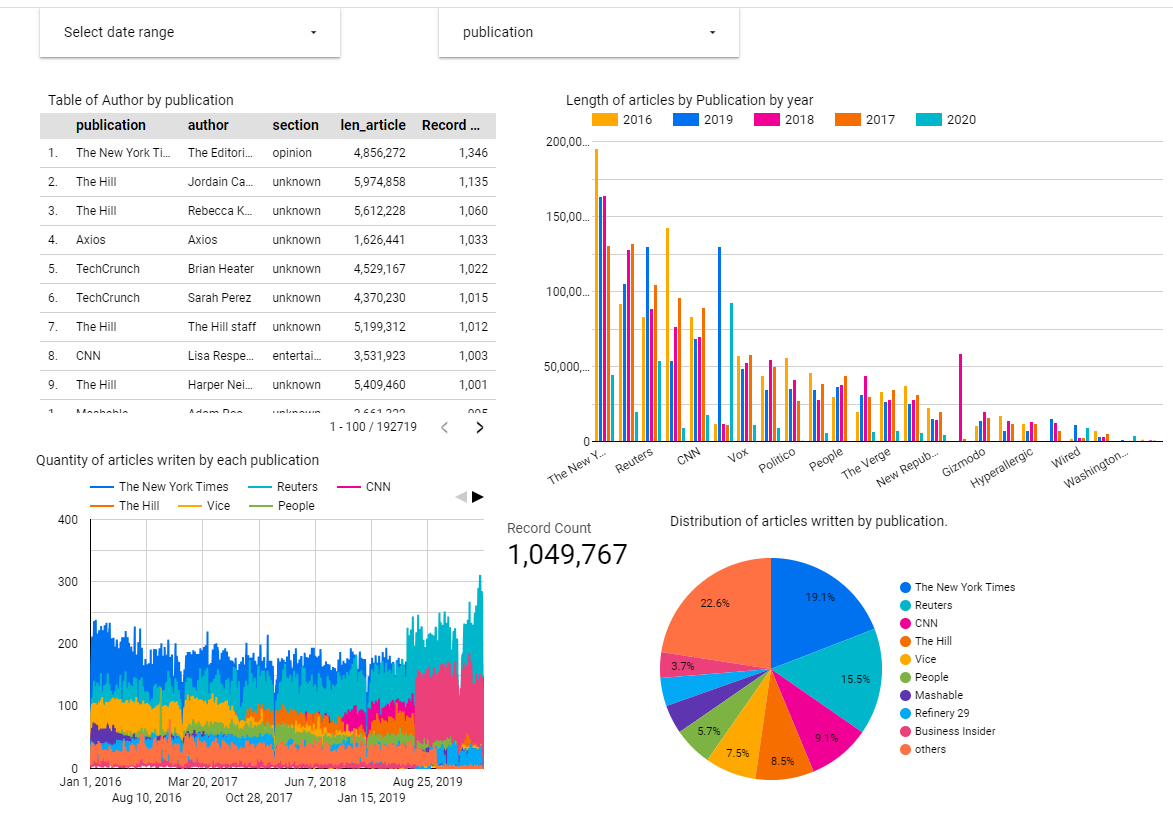 Select date range
publication
Table of Author by publication
publication author section len_article Record ...
1. The New York Ti... The Editori... opinion 4,856,272 1,346
2. The Hill Jordain Ca... unknown 5,974,858 1,135
3. The Hill Rebecca K... unknown 5,612,228 1,060
4. Axios Axios unknown 1,626,441 1,033
5. TechCrunch Brian Heater unknown 4,529,167 1,022
6. TechCrunch Sarah Perez unknown 4,370,230 1,015
7. The Hill The Hill staff unknown 5,199,312 1,012
8. CNN Lisa Respe... entertai... 3,531,923 1,003
9. The Hill Harper Nei... unknown 5,409,460 1,001
1 - 100 / 192719
Length of articles by Publication by year
2016 2019 2018 2017 2020
200,00...
150,00...
100,00...
50,000,...
0
The New Y... Reuters CNN Vox Politico People The Verge New Repub... Gizmodo Hyperallergic Wired Washington...
Quantity of articles writen by each publication
The New York Times Reuters CNN
The Hill Vice People
400
300
200
100
0
Jan 1, 2016 Mar 20, 2017 Jun 7, 2018 Aug 25, 2019
Aug 10, 2016 Oct 28, 2017 Jan 15, 2019
Record Count
1,049,767
Distribution of articles written by publication.
19.1%
15.5%
9.1%
8.5%
7.5%
5.7%
3.7%
22.6%
The New York Times
Reuters
CNN
The Hill
Vice
People
Mashable
Refinery 29
Business Insider
others